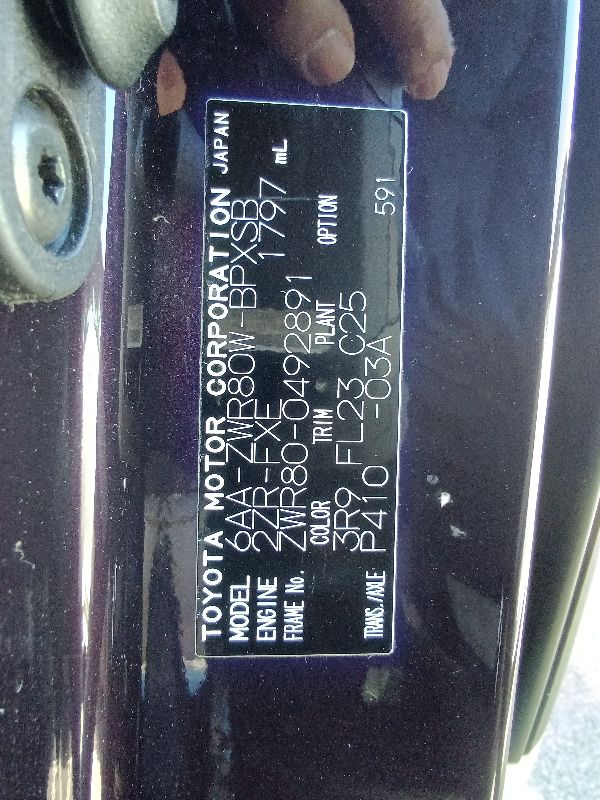 TOYOTA MOTOR CORPORATION JAPAN
MODEL 6AA-ZWR80W-BPXSB
ENGINE 2ZR-FXE 1797 mL
FRAME No. ZWR80-0492891
COLOR TRIM PLANT OPTION
3R9 FL23 C25
TRANS./AXLE P410 -03A 591